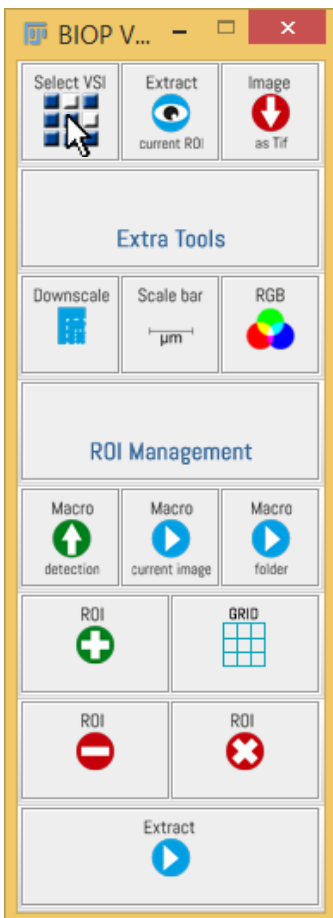 BIOP V...
Select VSI
Extract
current ROI
Image
as Tif
Extra Tools
Downscale
Scale bar
µm
RGB
ROI Management
Macro
detection
Macro
current image
Macro
folder
ROI
GRID
ROI
ROI
Extract